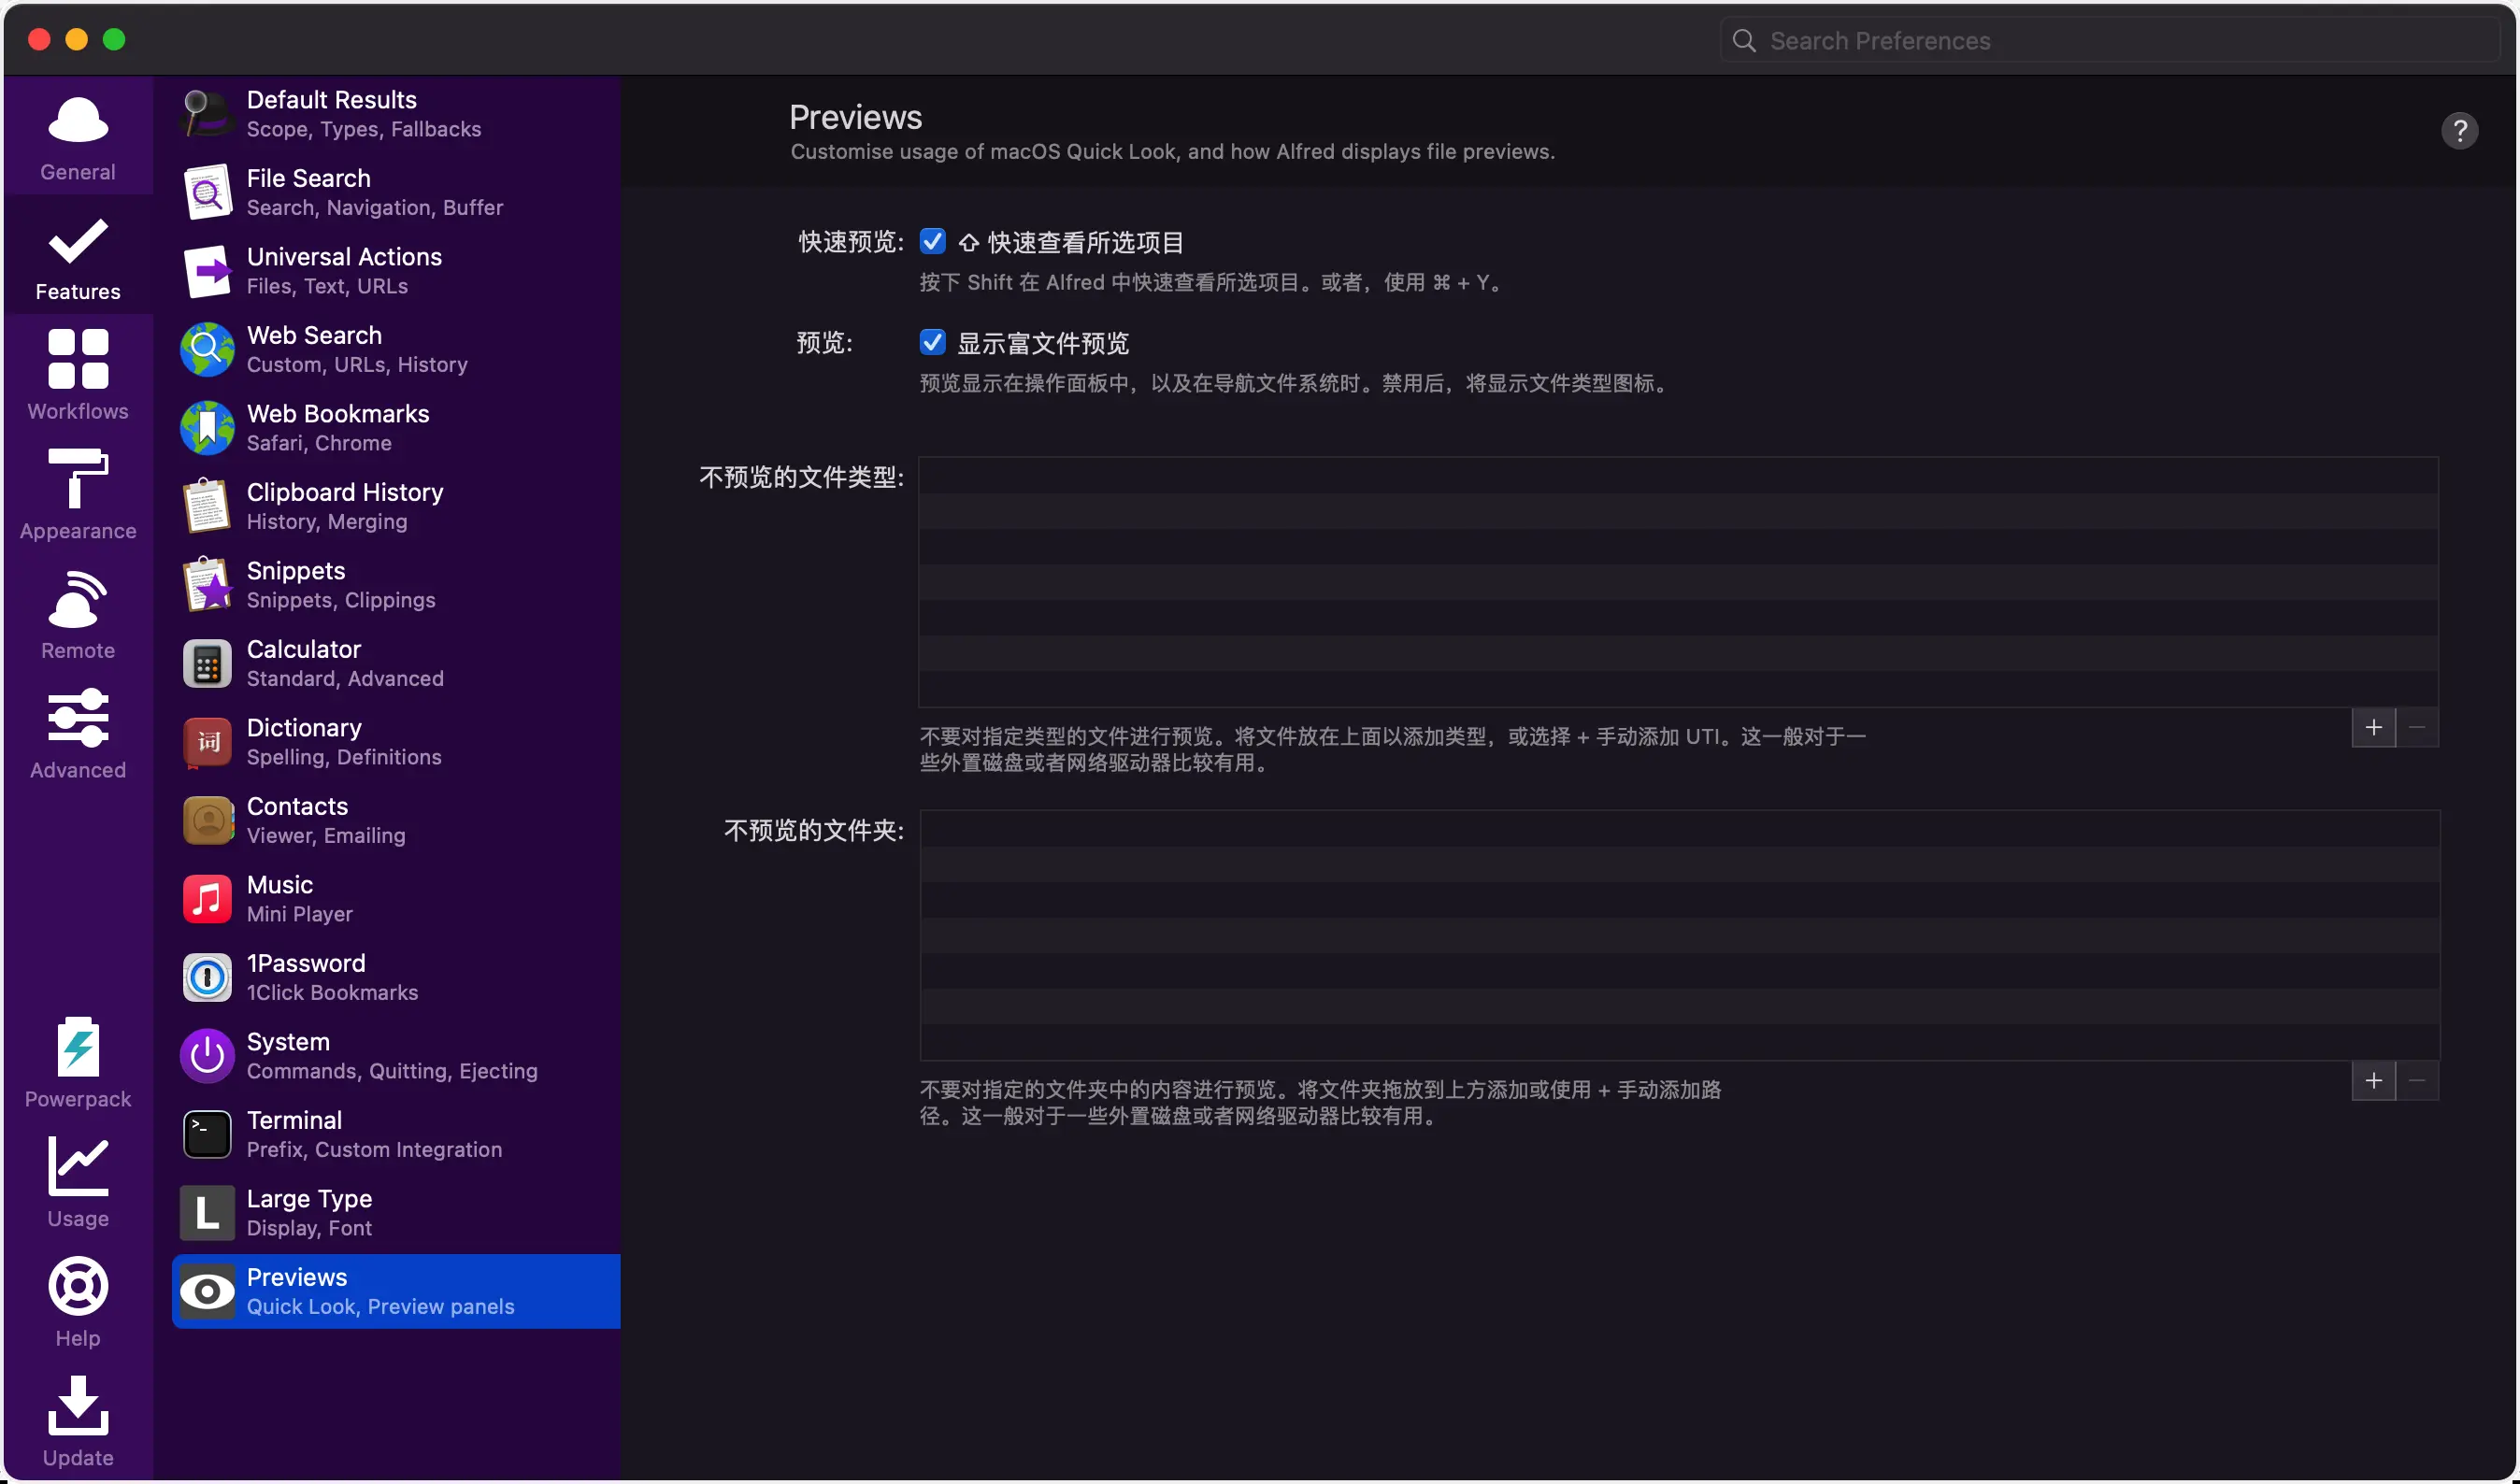 Search Preferences
General
Features
Workflows
Appearance
Remote
Advanced
Powerpack
Usage
Help
Update
Default Results
Scope, Types, Fallbacks
File Search
Search, Navigation, Buffer
Universal Actions
Files, Text, URLs
Web Search
Custom, URLs, History
Web Bookmarks
Safari, Chrome
Clipboard History
History, Merging
Snippets
Snippets, Clippings
Calculator
Standard, Advanced
词
Dictionary
Spelling, Definitions
Contacts
Viewer, Emailing
Music
Mini Player
1Password
1Click Bookmarks
System
Commands, Quitting, Ejecting
>_
Terminal
Prefix, Custom Integration
L
Large Type
Display, Font
Previews
Quick Look, Preview panels
Previews
Customise usage of macOS Quick Look, and how Alfred displays file previews.
?
快速预览: ⇧ 快速查看所选项目
按下 Shift 在 Alfred 中快速查看所选项目。或者，使用 ⌘ + Y。
预览: 显示富文件预览
预览显示在操作面板中，以及在导航文件系统时。禁用后，将显示文件类型图标。
不预览的文件类型:
+ −
不要对指定类型的文件进行预览。将文件放在上面以添加类型，或选择 + 手动添加 UTI。这一般对于一
些外置磁盘或者网络驱动器比较有用。
不预览的文件夹:
+ −
不要对指定的文件夹中的内容进行预览。将文件夹拖放到上方添加或使用 + 手动添加路
径。这一般对于一些外置磁盘或者网络驱动器比较有用。